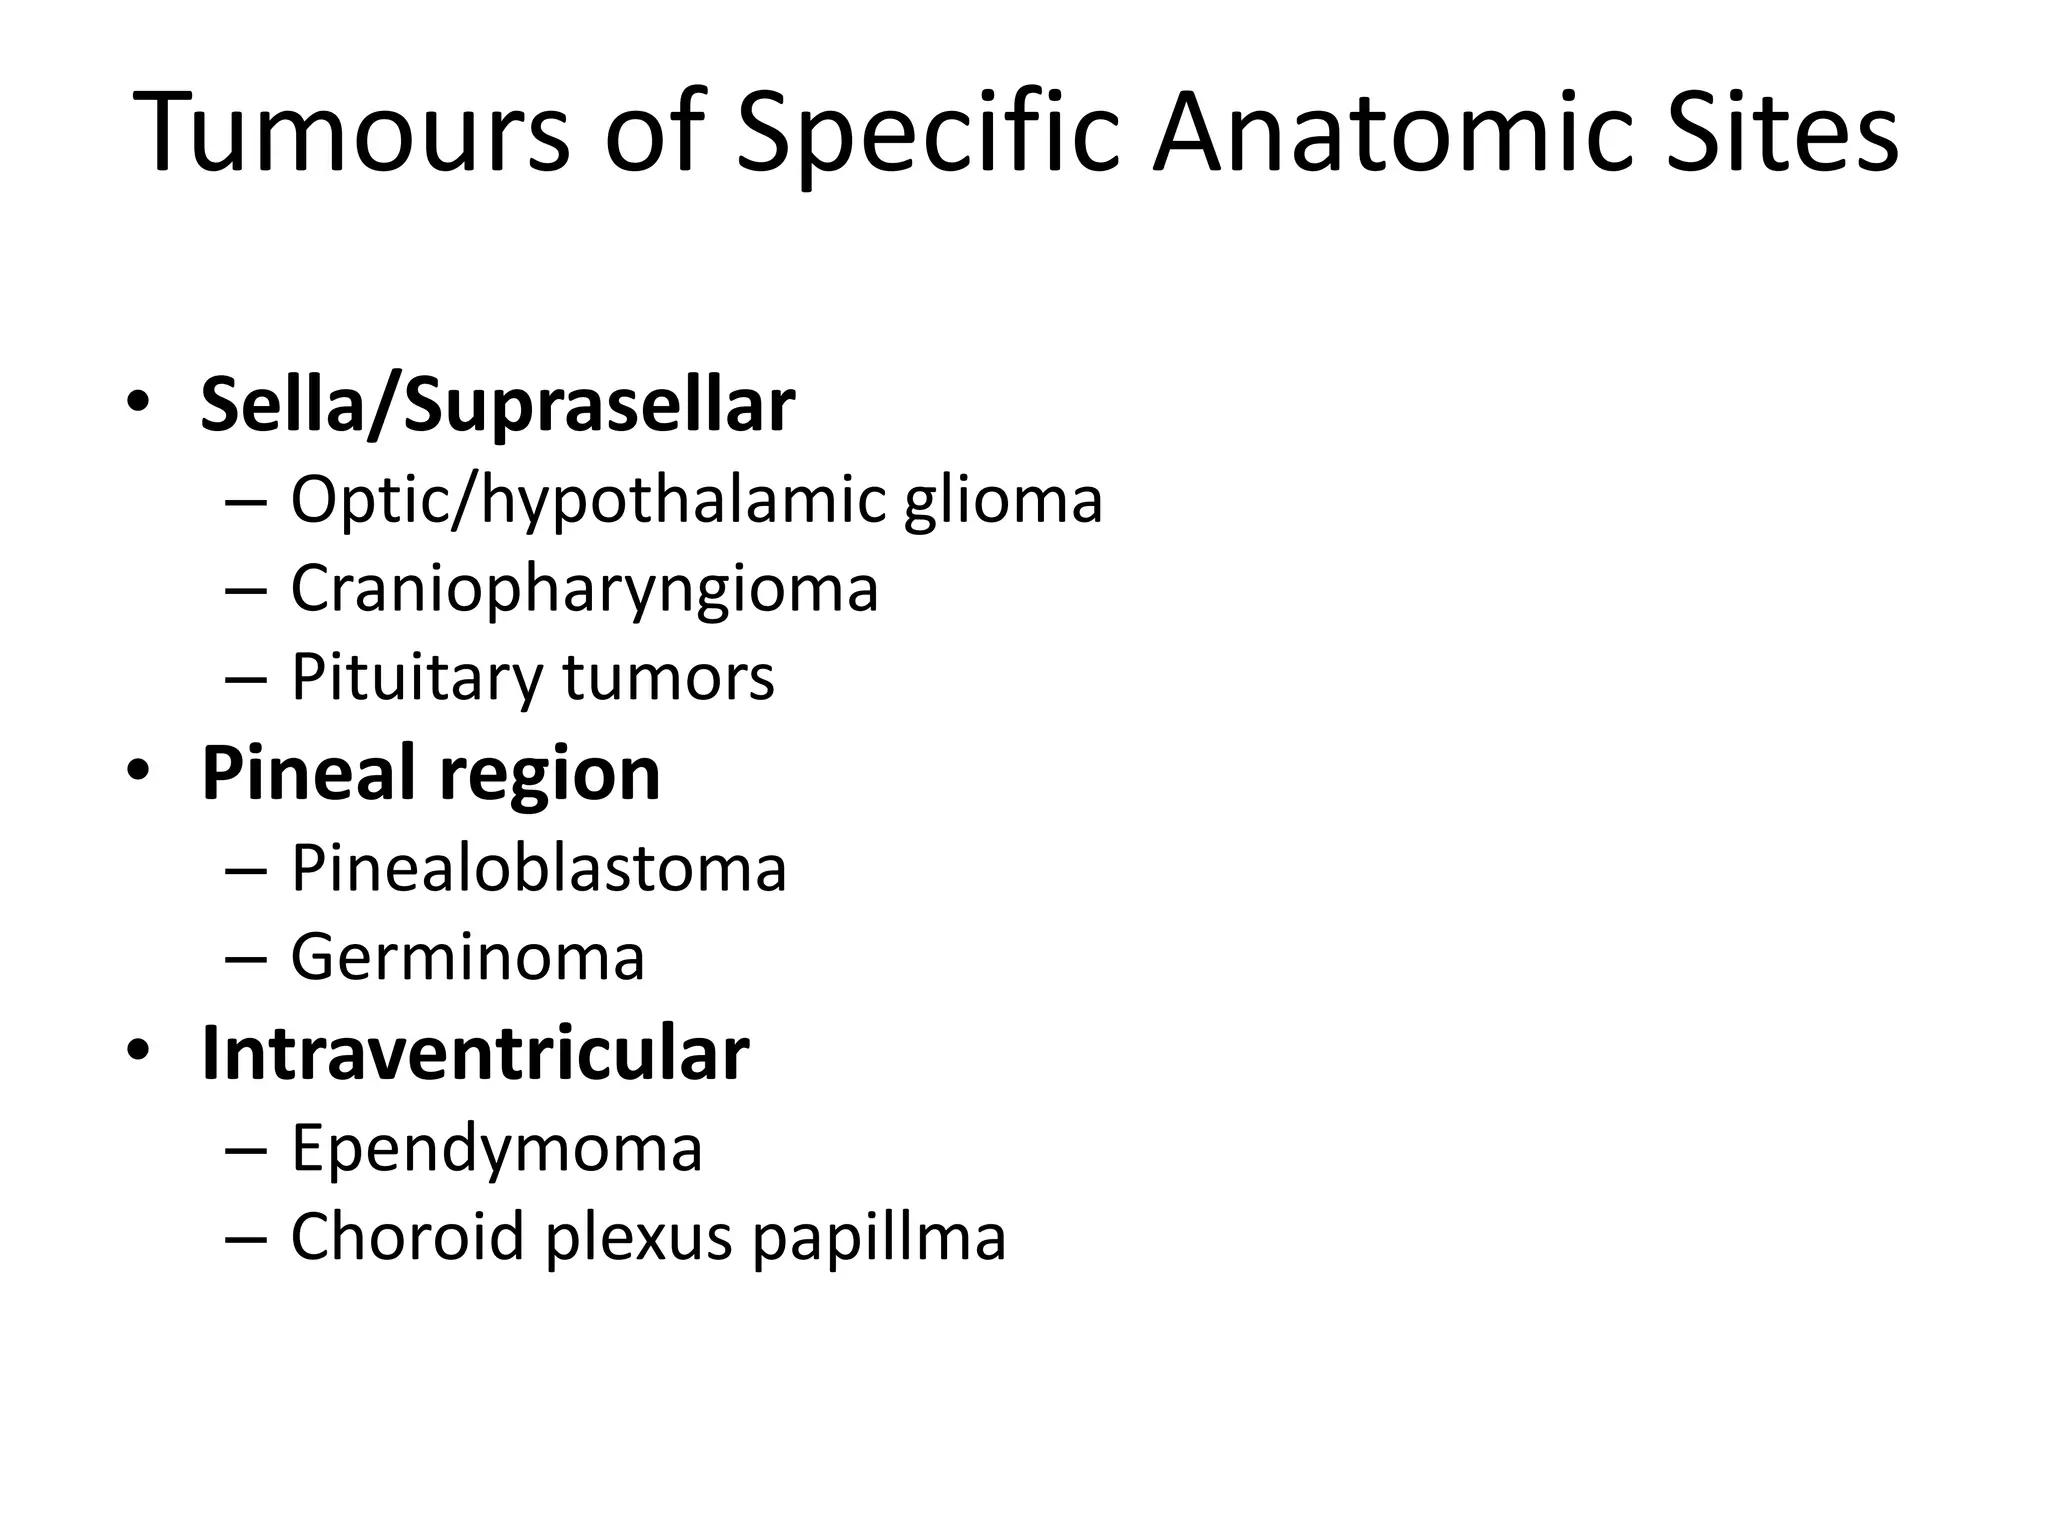 Tumours of Specific Anatomic Sites
• Sella/Suprasellar
– Optic/hypothalamic glioma
– Craniopharyngioma
– Pituitary tumors
• Pineal region
– Pinealoblastoma
– Germinoma
• Intraventricular
– Ependymoma
– Choroid plexus papillma